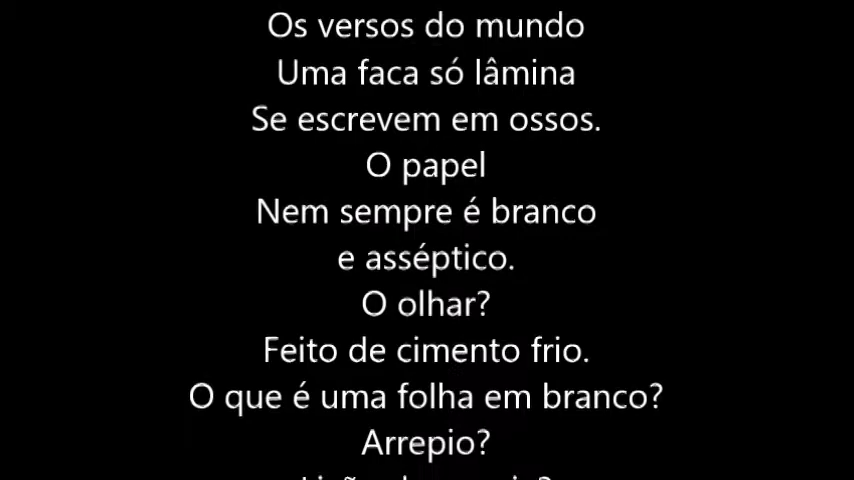 Os versos do mundo
Uma faca só lâmina
Se escrevem em ossos.
O papel
Nem sempre é branco
e asséptico.
O olhar?
Feito de cimento frio.
O que é uma folha em branco?
Arrepio?